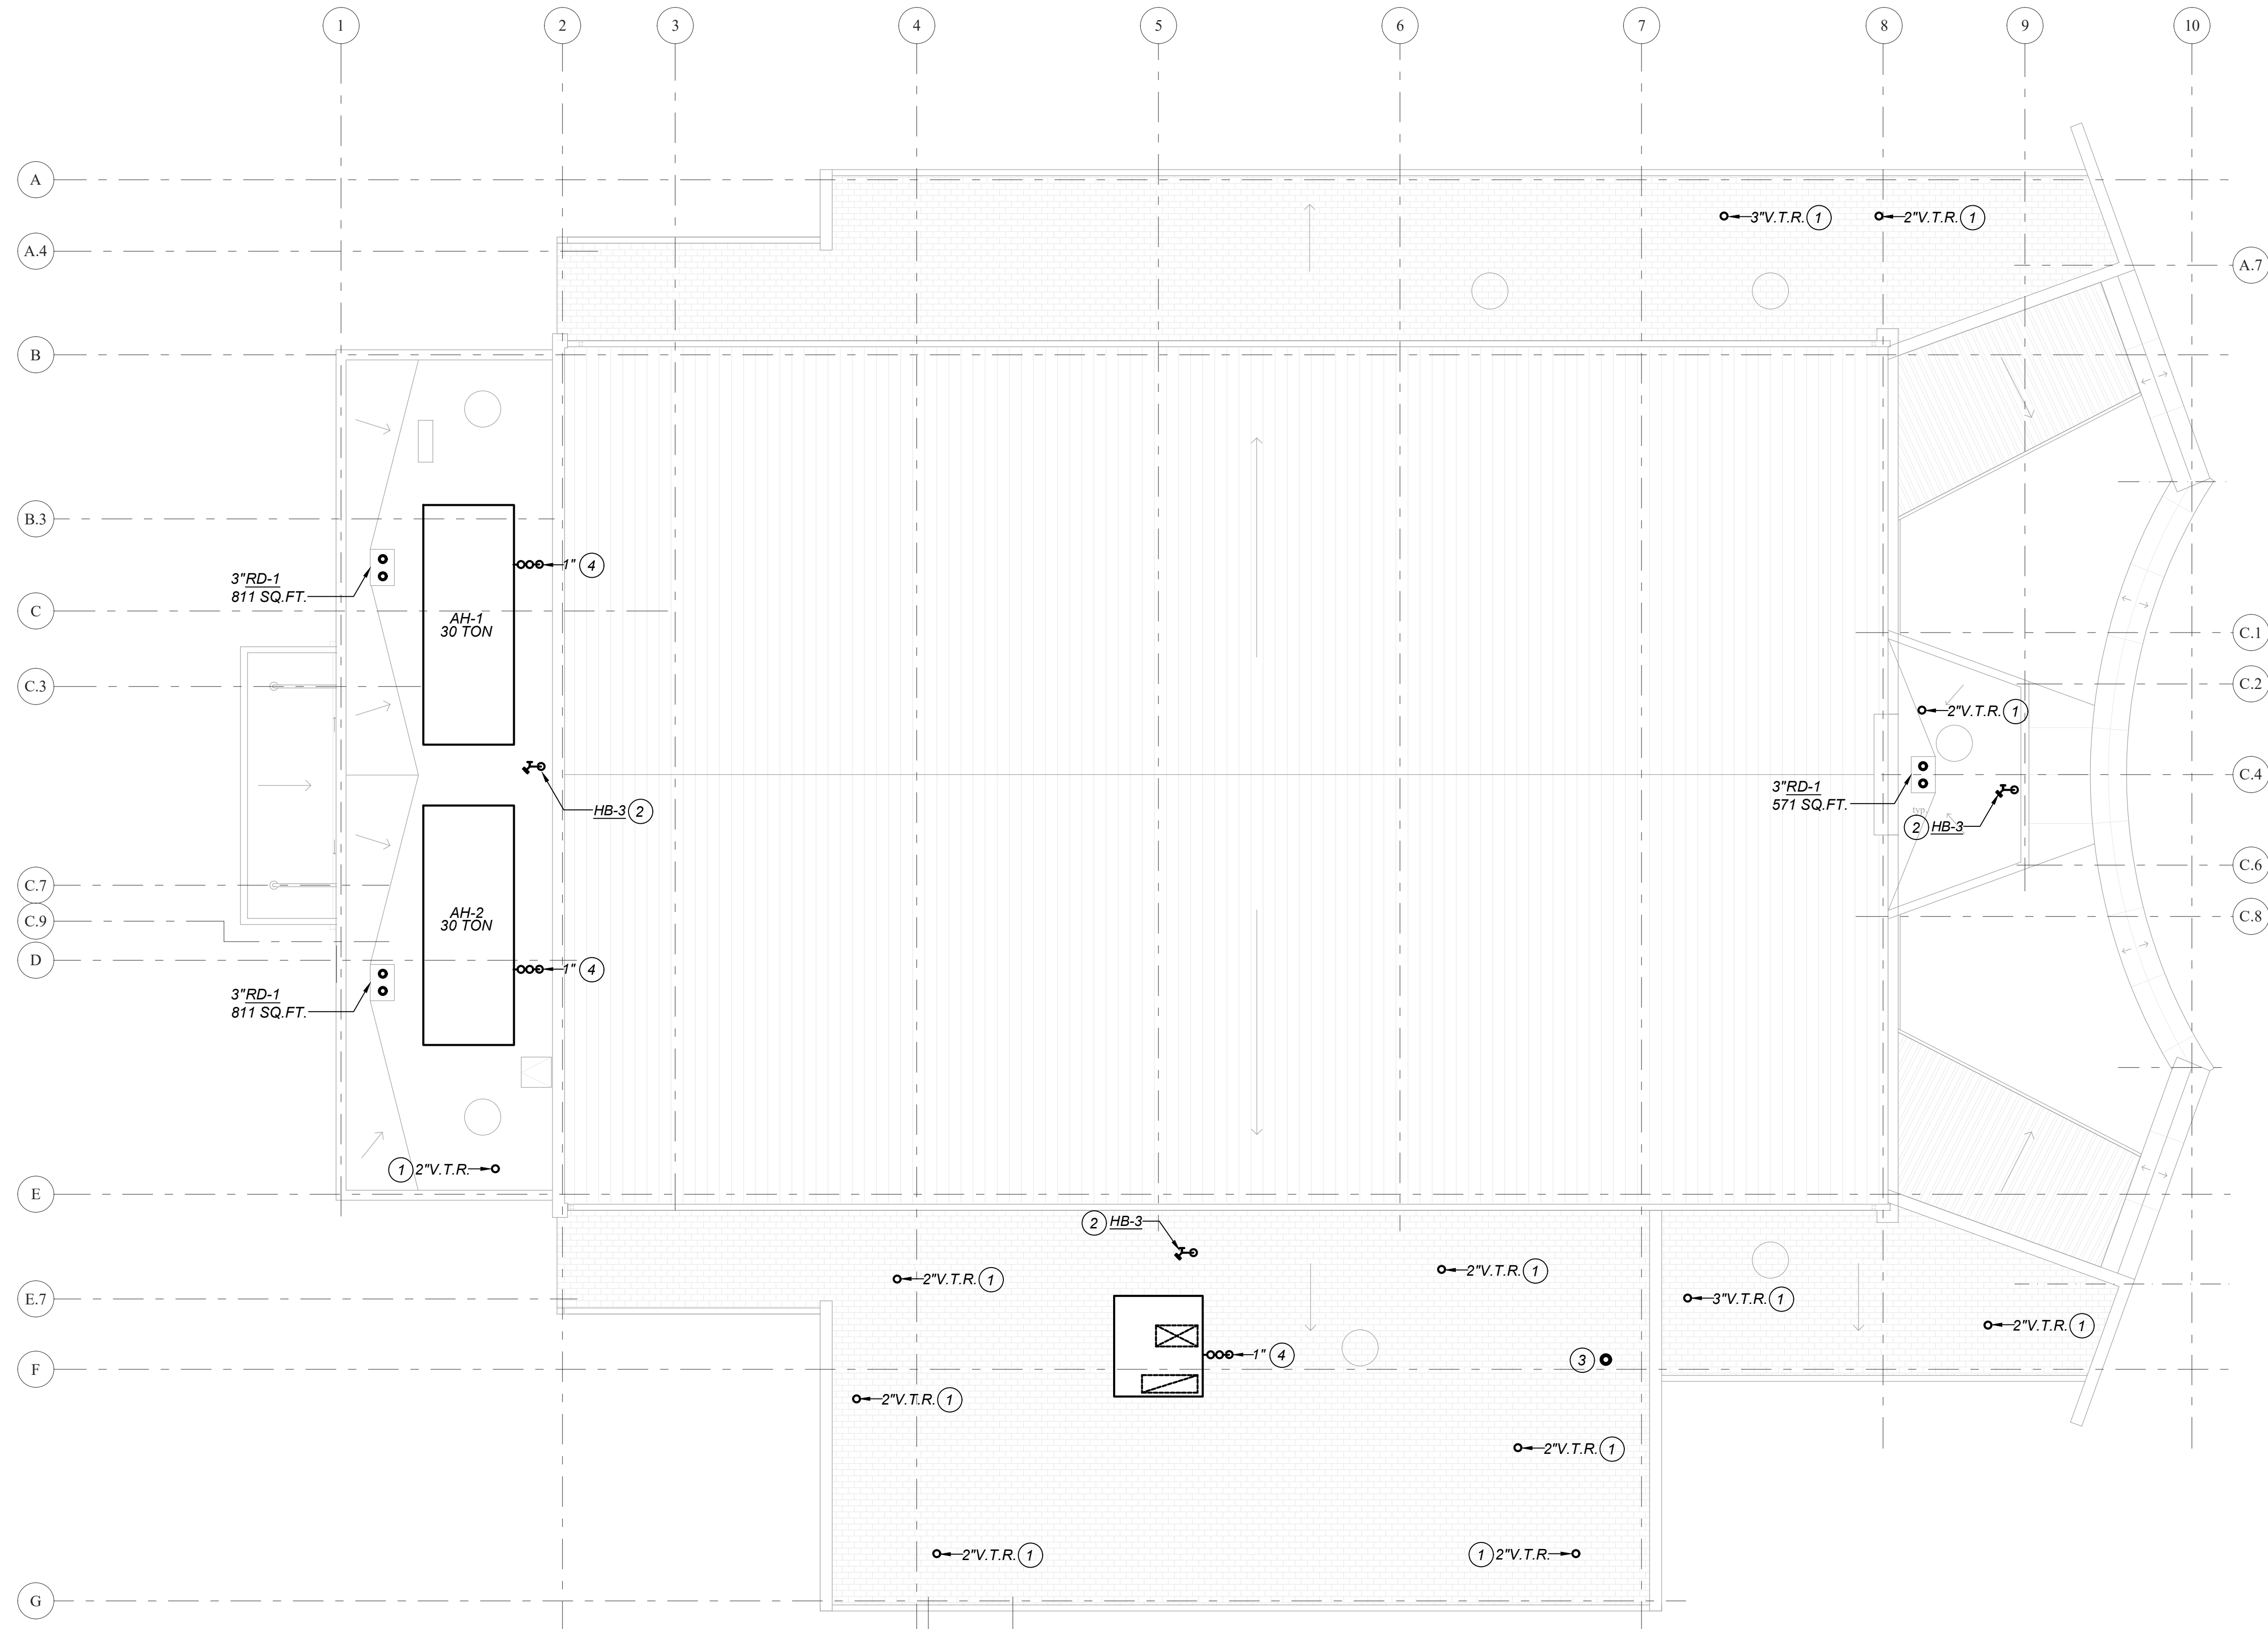 1 2 3 4 5 6 7 8 9 10
A
3"V.T.R. 1
2"V.T.R. 1
A.4
A.7
B
B.3
1" 4
3"RD-1
811 SQ.FT.
C
AH-1
30 TON
C.1
C.3
C.2
2"V.T.R. 1
C.4
3"RD-1
571 SQ.FT.
HB-3 2
typ.
2 HB-3
C.6
C.7
AH-2
30 TON
C.9
C.8
D
1" 4
3"RD-1
811 SQ.FT.
1 2"V.T.R.
E
2 HB-3
2"V.T.R. 1
2"V.T.R. 1
E.7
3"V.T.R. 1
2"V.T.R. 1
1" 4
3
F
2"V.T.R. 1
2"V.T.R. 1
2"V.T.R. 1
1 2"V.T.R.
G